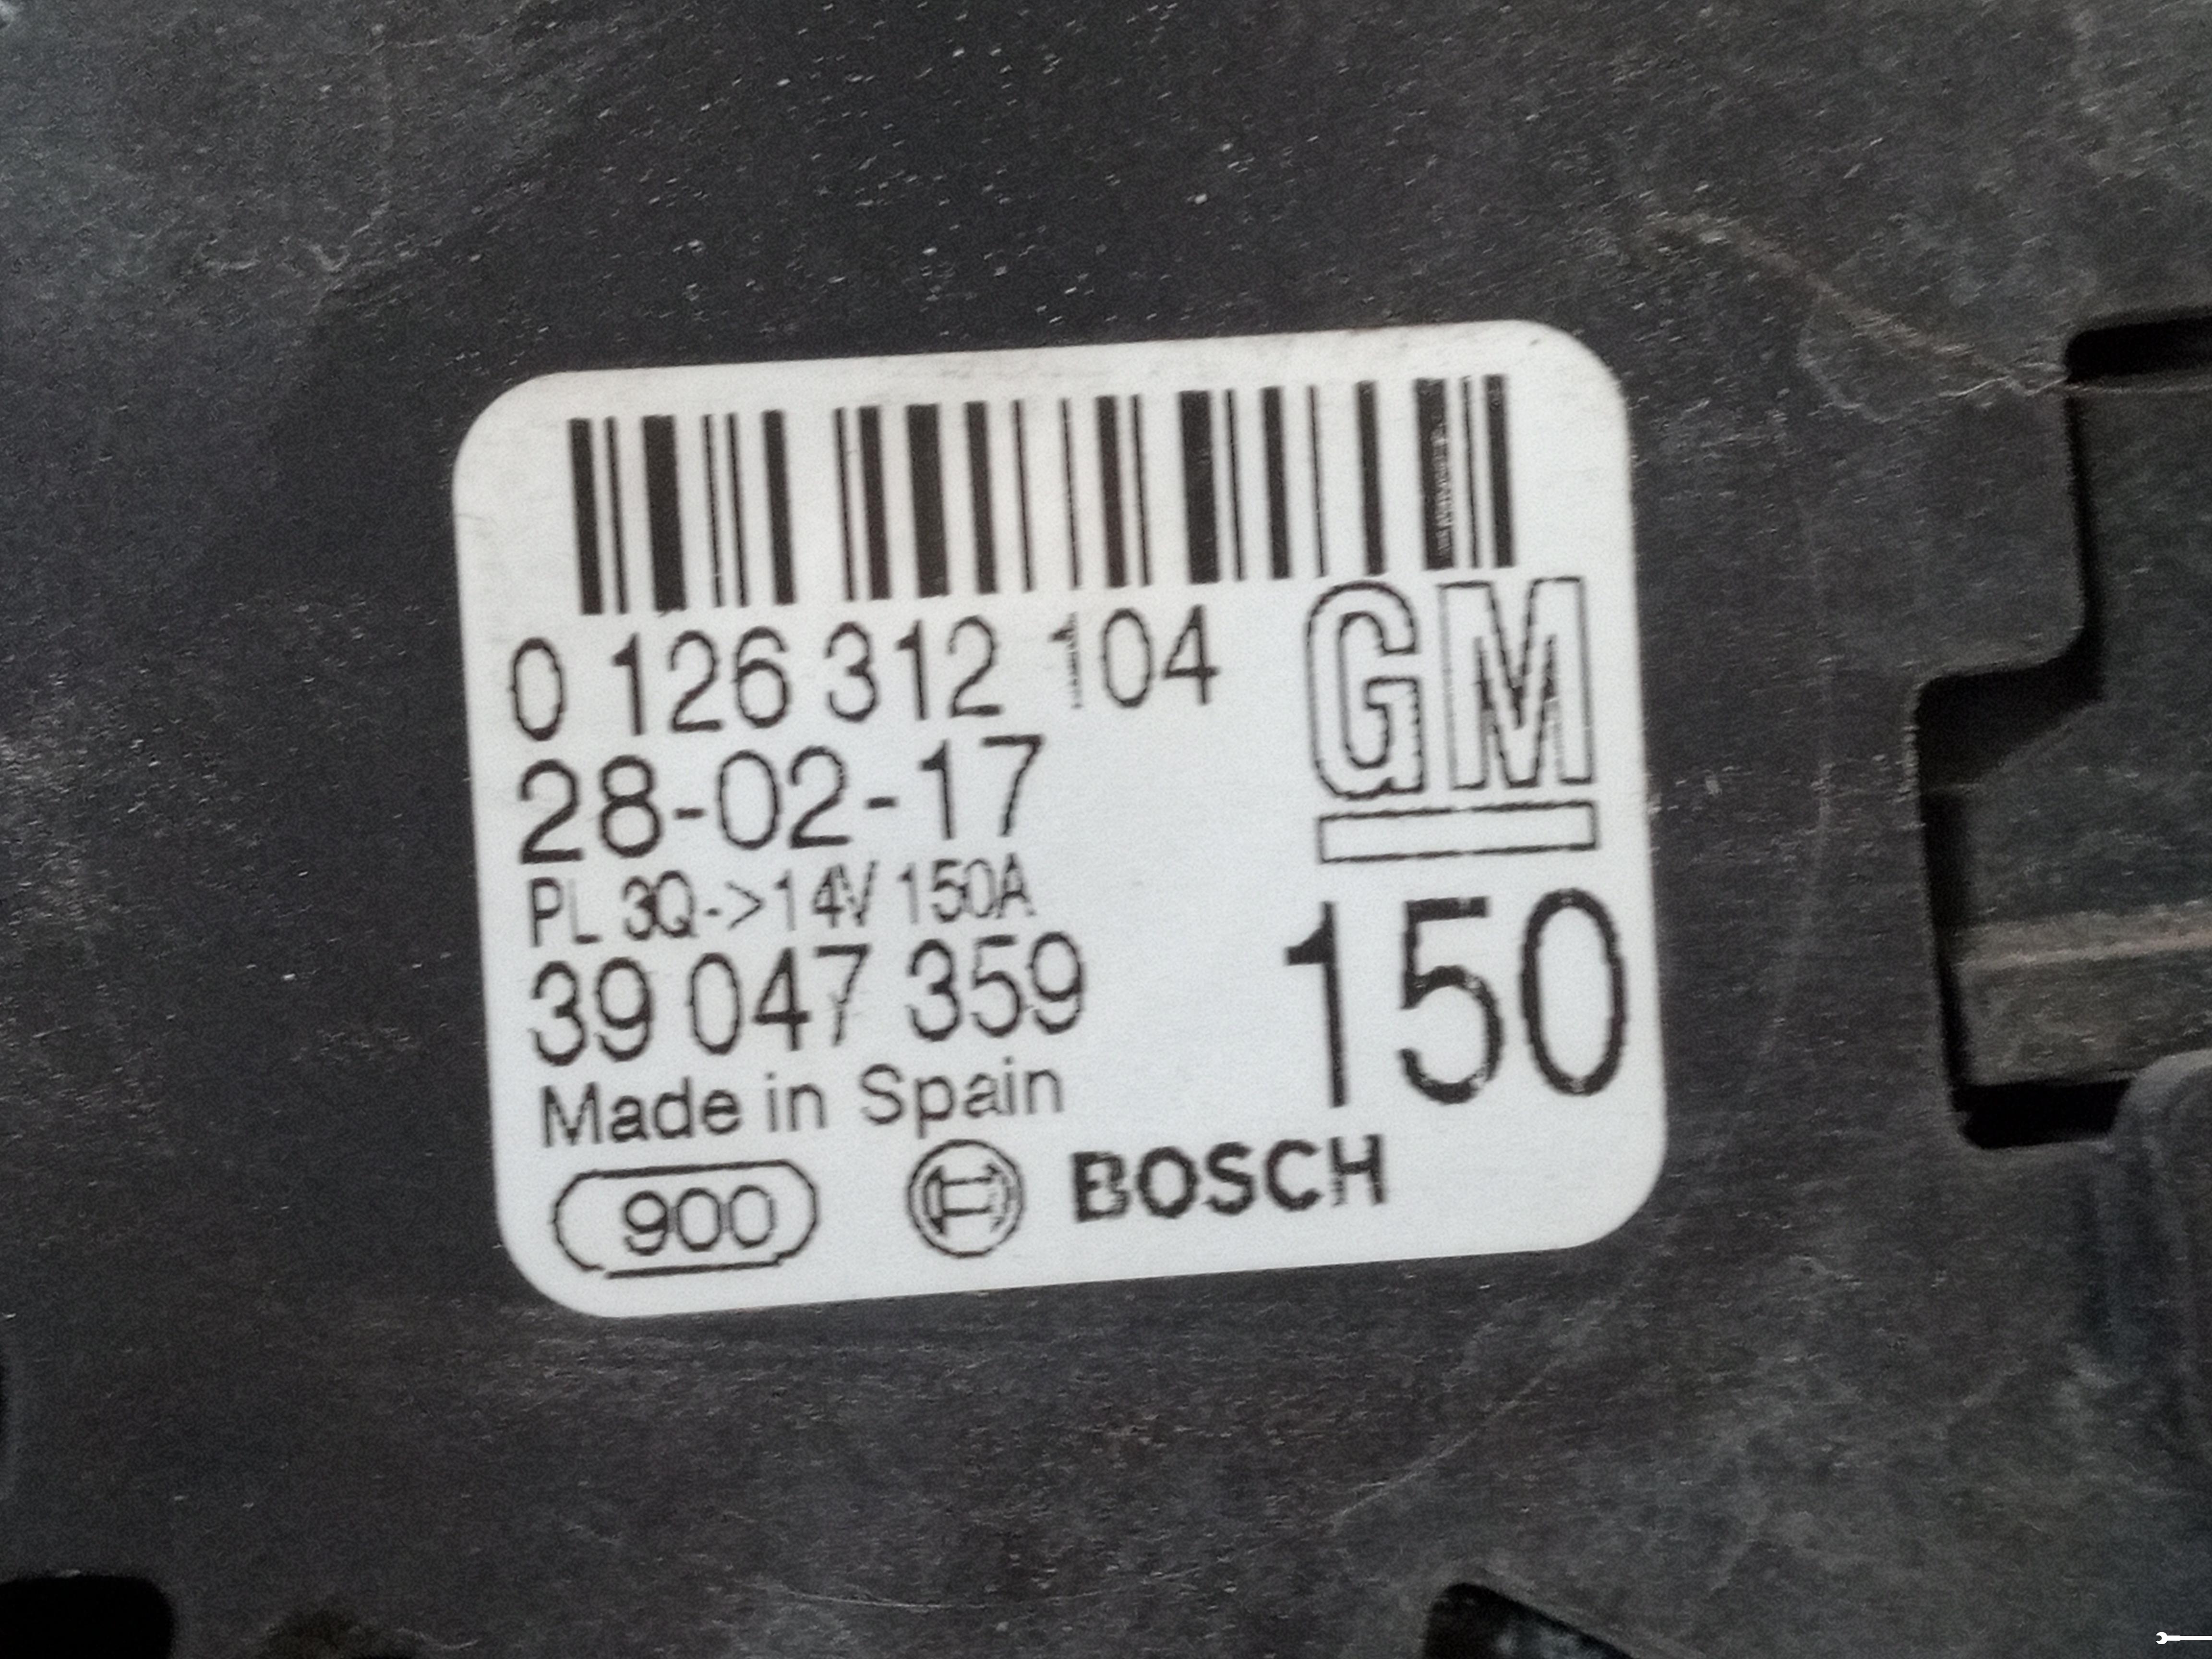 0 126 312 104
GM
28-02-17
PL 3Q->14V 150A
39 047 359
150
Made in Spain
900
BOSCH